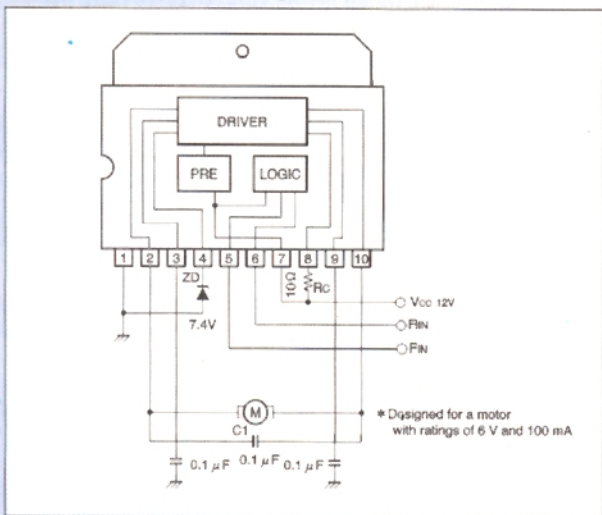 DRIVER
PRE
LOGIC
1 2 3 4 5 6 7 8 9 10
ZD
10Ω
Rc
7.4V
Vcc 12V
RIN
FIN
M
C1
* Designed for a motor
with ratings of 6 V and 100 mA
0.1 μF
0.1 μF
0.1 μF